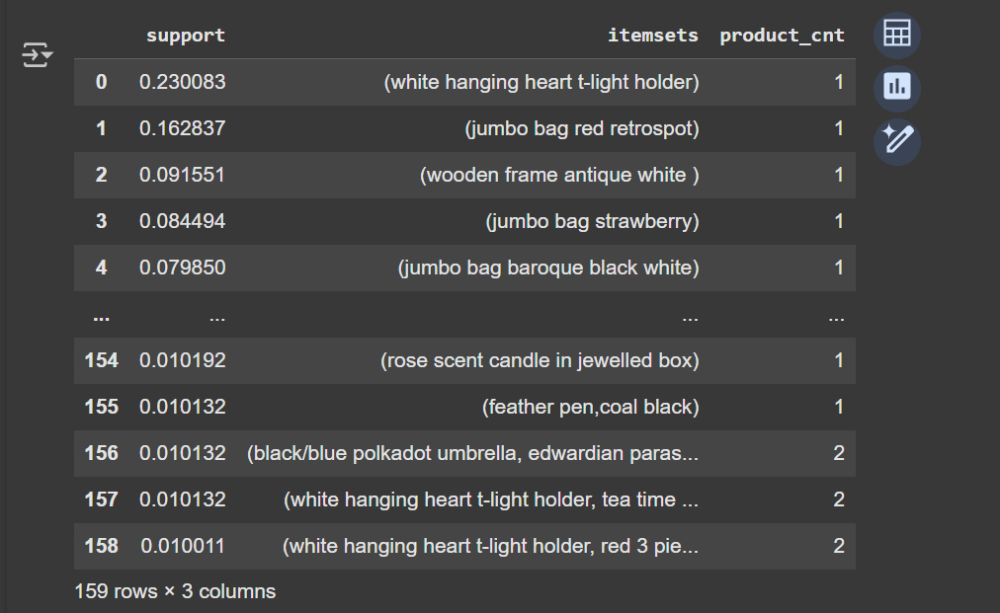 support itemsets product_cnt
0 0.230083 (white hanging heart t-light holder) 1
1 0.162837 (jumbo bag red retrospot) 1
2 0.091551 (wooden frame antique white ) 1
3 0.084494 (jumbo bag strawberry) 1
4 0.079850 (jumbo bag baroque black white) 1
... ... ... ...
154 0.010192 (rose scent candle in jewelled box) 1
155 0.010132 (feather pen,coal black) 1
156 0.010132 (black/blue polkadot umbrella, edwardian paras... 2
157 0.010132 (white hanging heart t-light holder, tea time ... 2
158 0.010011 (white hanging heart t-light holder, red 3 pie... 2
159 rows × 3 columns